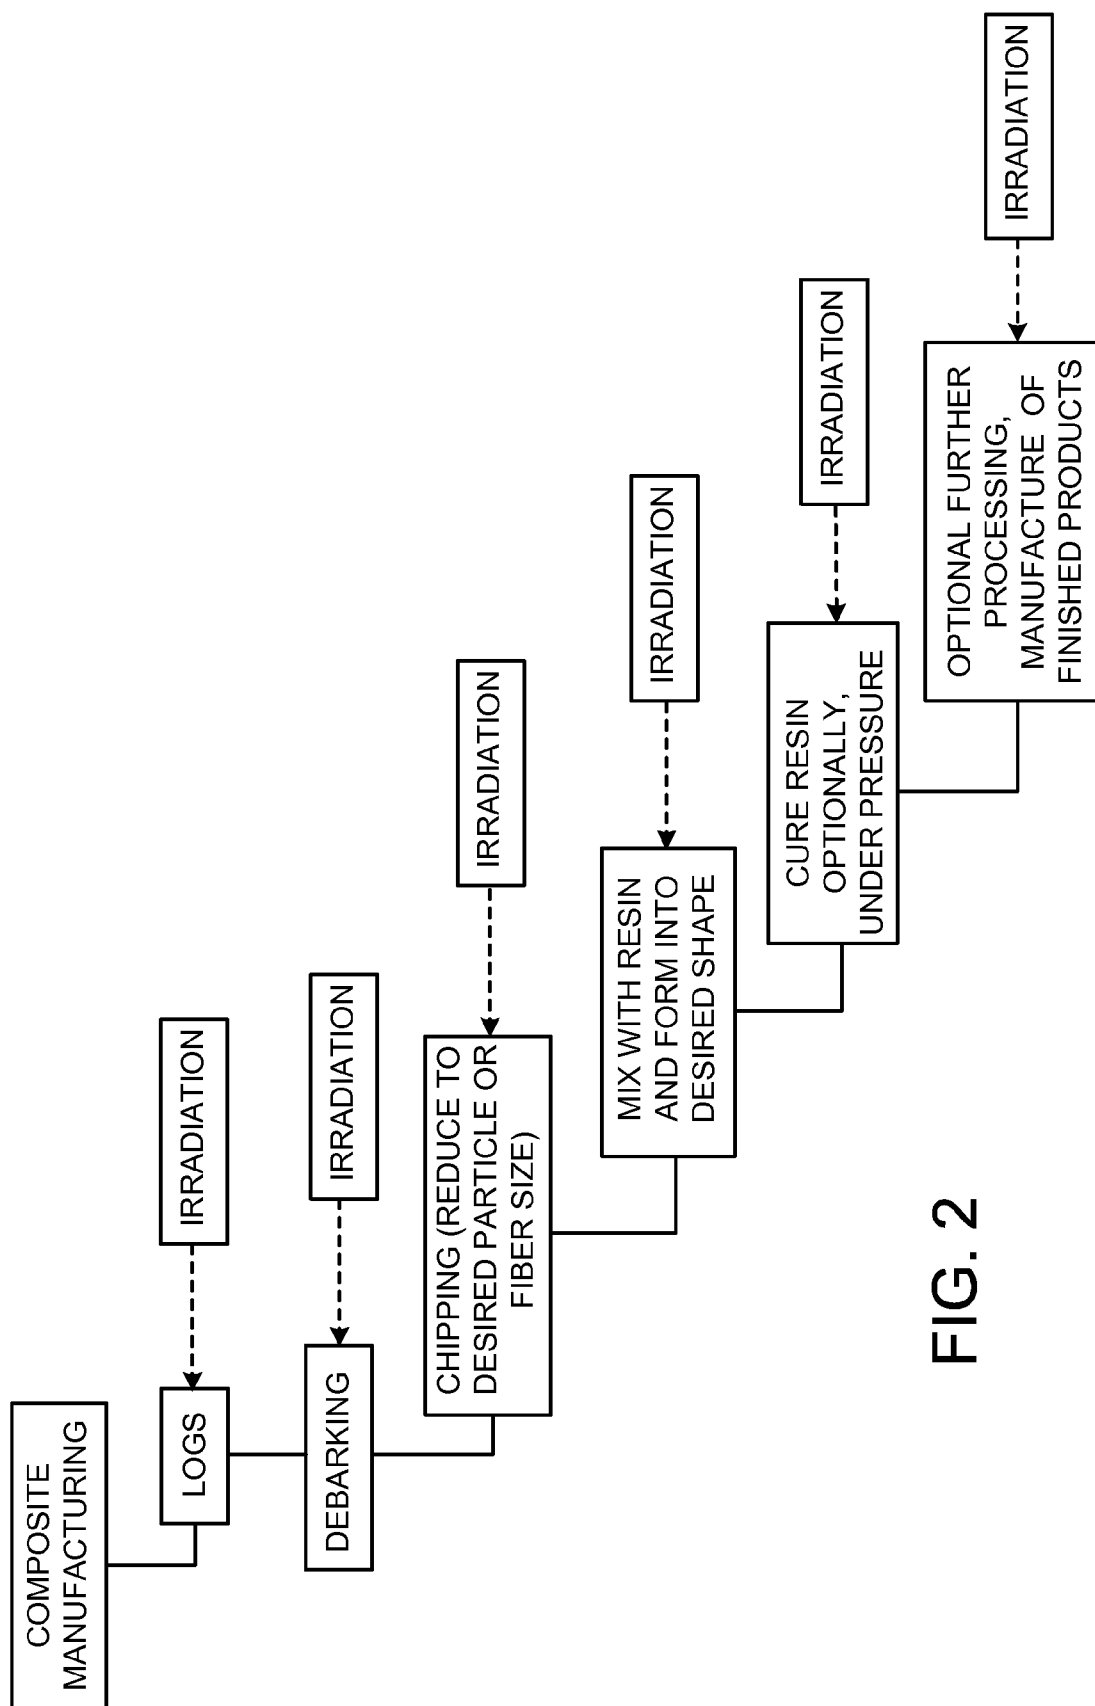 COMPOSITE
MANUFACTURING
LOGS
IRRADIATION
DEBARKING
IRRADIATION
CHIPPING (REDUCE TO
DESIRED PARTICLE OR
FIBER SIZE)
IRRADIATION
MIX WITH RESIN
AND FORM INTO
DESIRED SHAPE
IRRADIATION
CURE RESIN
OPTIONALLY,
UNDER PRESSURE
IRRADIATION
OPTIONAL FURTHER
PROCESSING,
MANUFACTURE OF
FINISHED PRODUCTS
IRRADIATION
FIG. 2